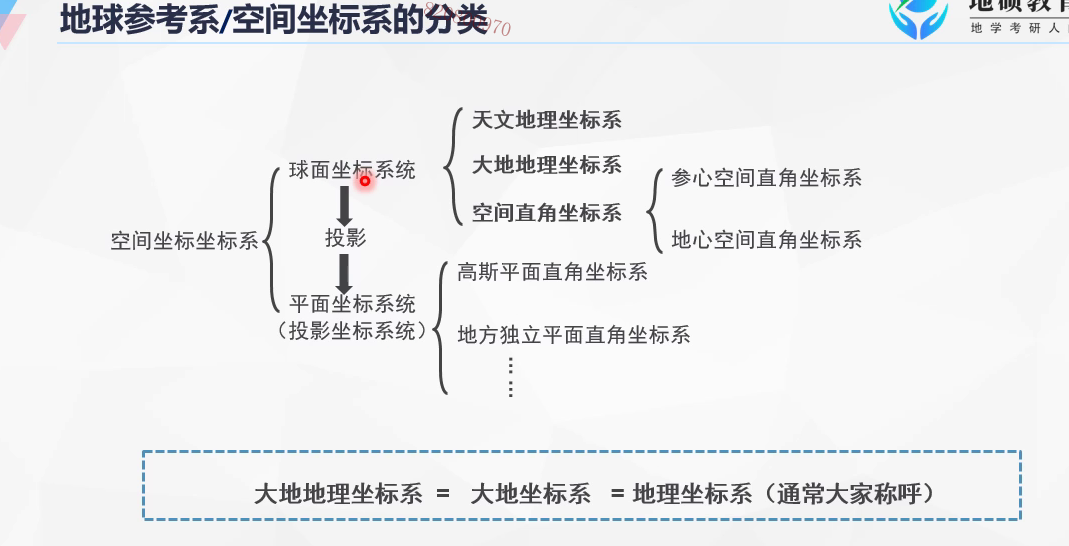 地球参考系/空间坐标系的分类
地硕教育
地 学 考 研 人
天文地理坐标系
球面坐标系统
大地地理坐标系
参心空间直角坐标系
空间直角坐标系
空间坐标坐标系
投影
地心空间直角坐标系
高斯平面直角坐标系
平面坐标系统
(投影坐标系统)
地方独立平面直角坐标系
……
大地地理坐标系 = 大地坐标系 = 地理坐标系（通常大家称呼）